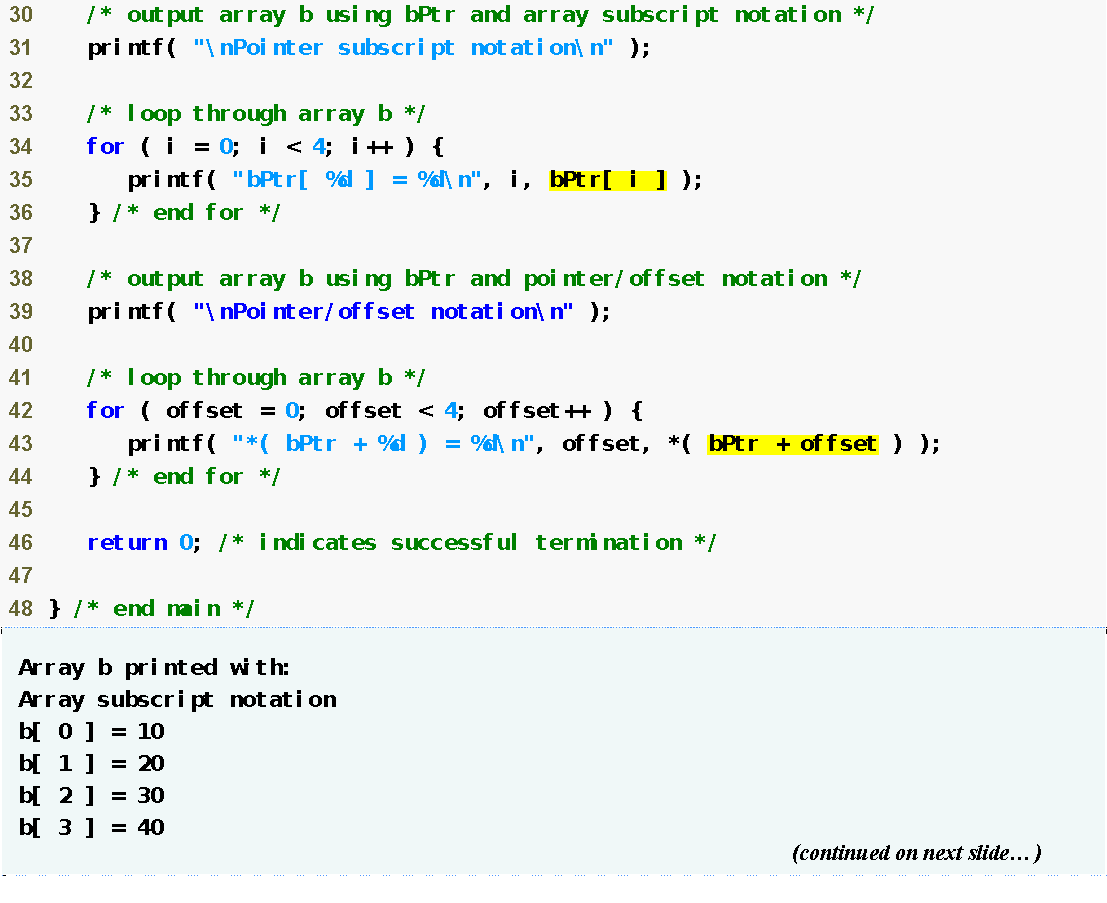 30 /* output array b using bPtr and array subscript notation */
31 printf( "\nPointer subscript notation\n" );
32
33 /* loop through array b */
34 for ( i = 0; i < 4; i++ ) {
35 printf( "bPtr[ %d ] = %d\n", i, bPtr[ i ] );
36 } /* end for */
37
38 /* output array b using bPtr and pointer/offset notation */
39 printf( "\nPointer/offset notation\n" );
40
41 /* loop through array b */
42 for ( offset = 0; offset < 4; offset++ ) {
43 printf( "*( bPtr + %d ) = %d\n", offset, *( bPtr + offset ) );
44 } /* end for */
45
46 return 0; /* indicates successful termination */
47
48 } /* end main */
Array b printed with:
Array subscript notation
b[ 0 ] = 10
b[ 1 ] = 20
b[ 2 ] = 30
b[ 3 ] = 40
(continued on next slide… )